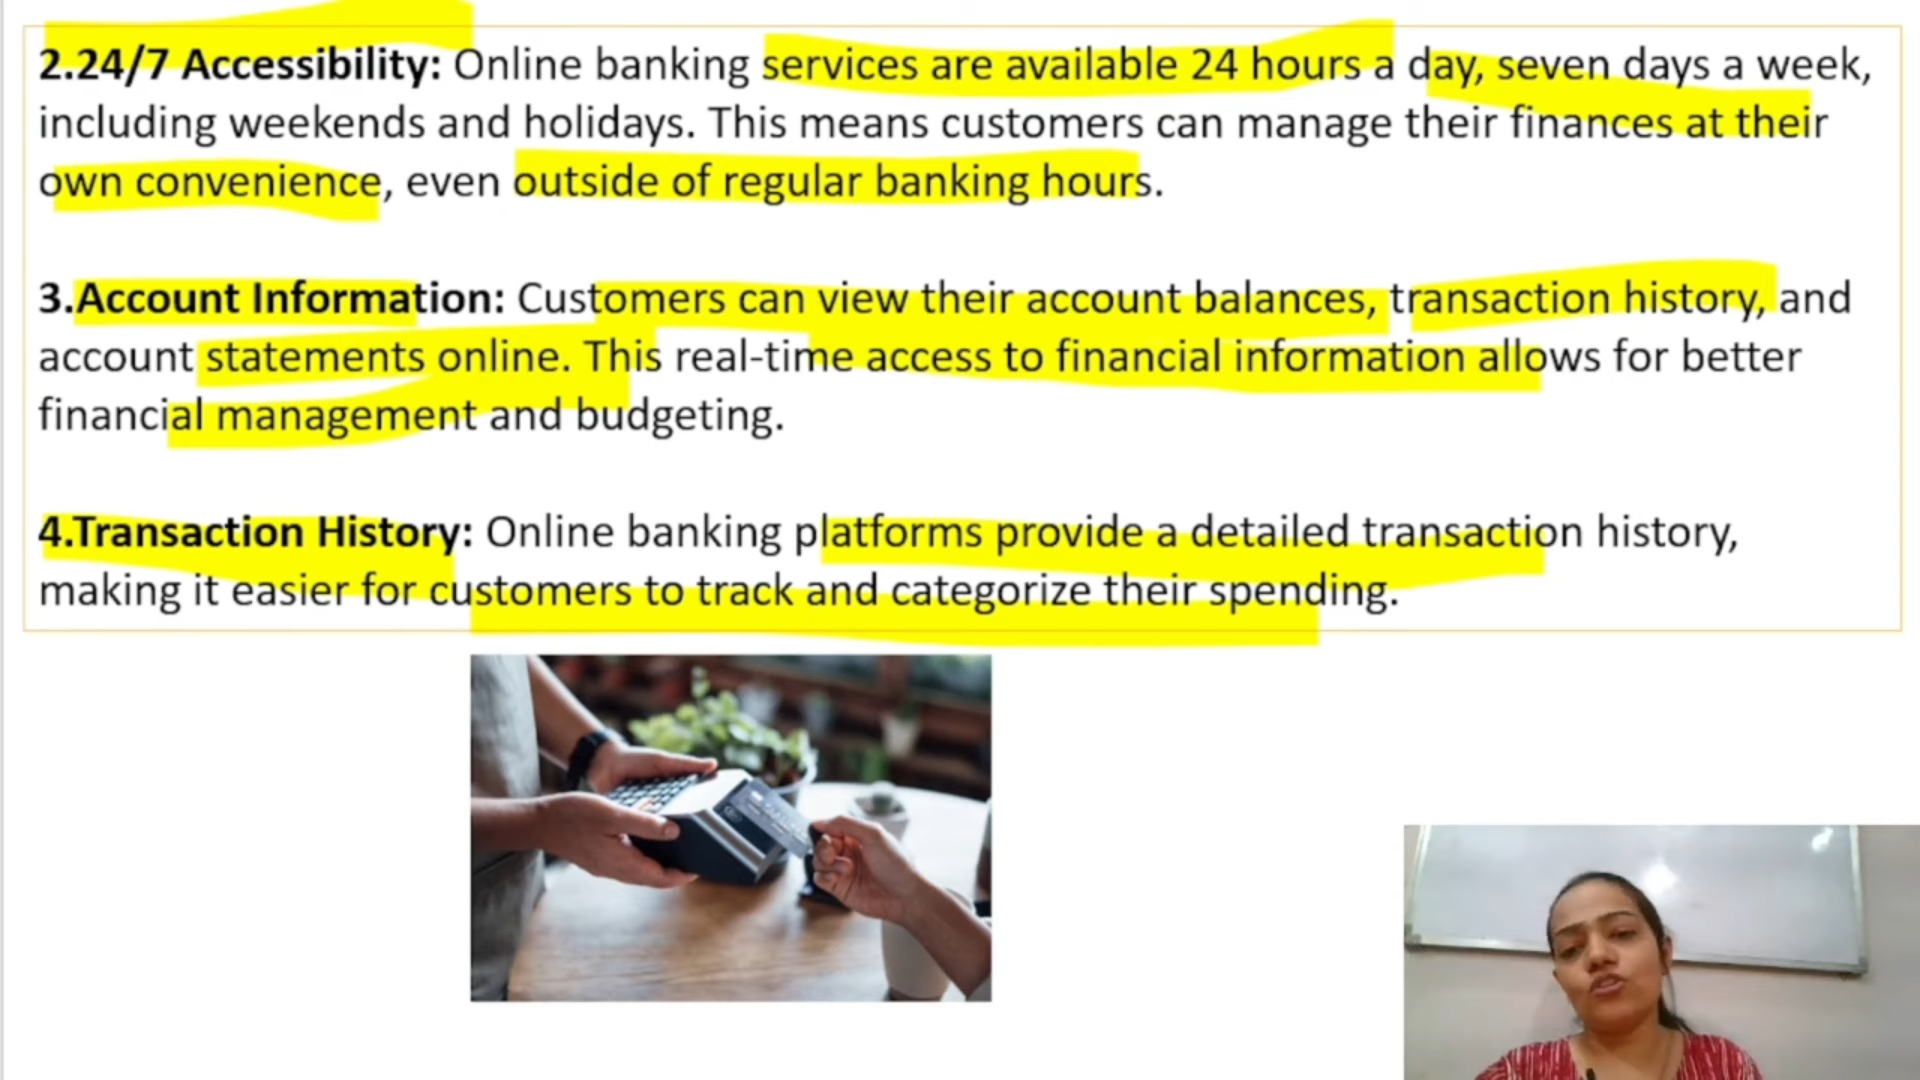 2.24/7 Accessibility: Online banking services are available 24 hours a day, seven days a week,
including weekends and holidays. This means customers can manage their finances at their
own convenience, even outside of regular banking hours.
3.Account Information: Customers can view their account balances, transaction history, and
account statements online. This real-time access to financial information allows for better
financial management and budgeting.
4.Transaction History: Online banking platforms provide a detailed transaction history,
making it easier for customers to track and categorize their spending.